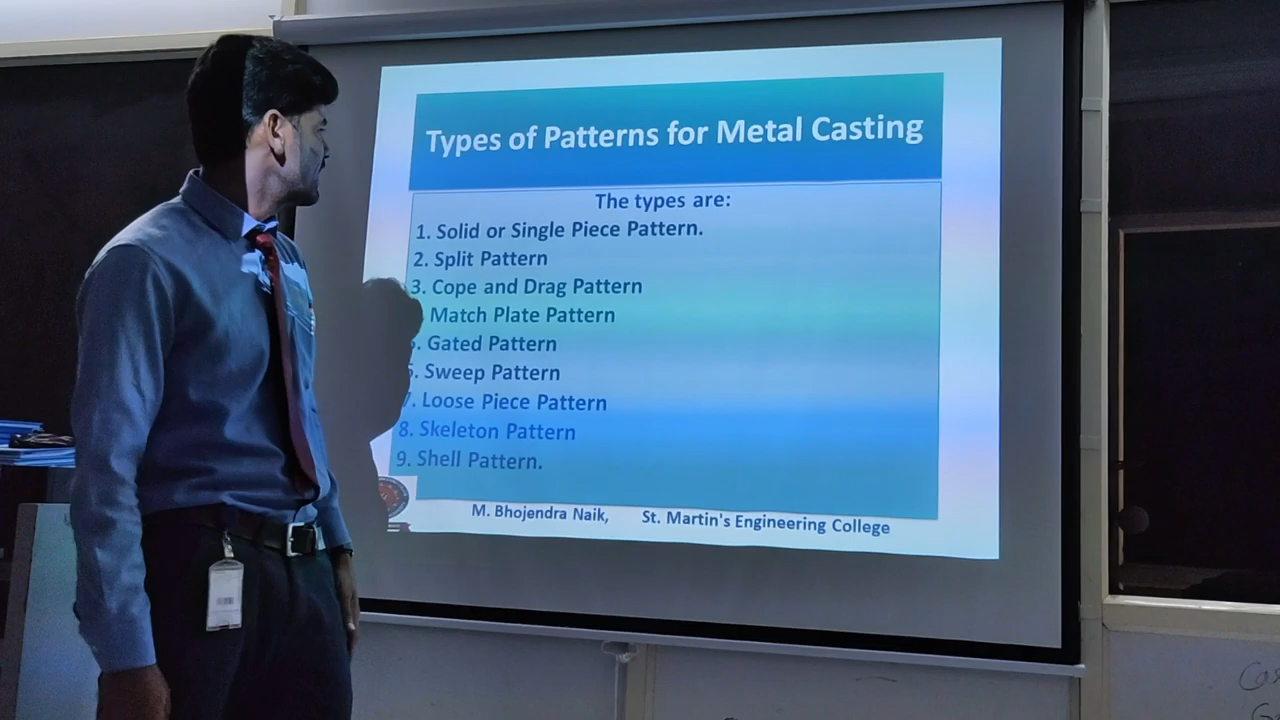 Types of Patterns for Metal Casting
The types are:
1. Solid or Single Piece Pattern.
2. Split Pattern
3. Cope and Drag Pattern
Match Plate Pattern
. Gated Pattern
. Sweep Pattern
7. Loose Piece Pattern
8. Skeleton Pattern
9. Shell Pattern.
M. Bhojendra Naik, St. Martin's Engineering College